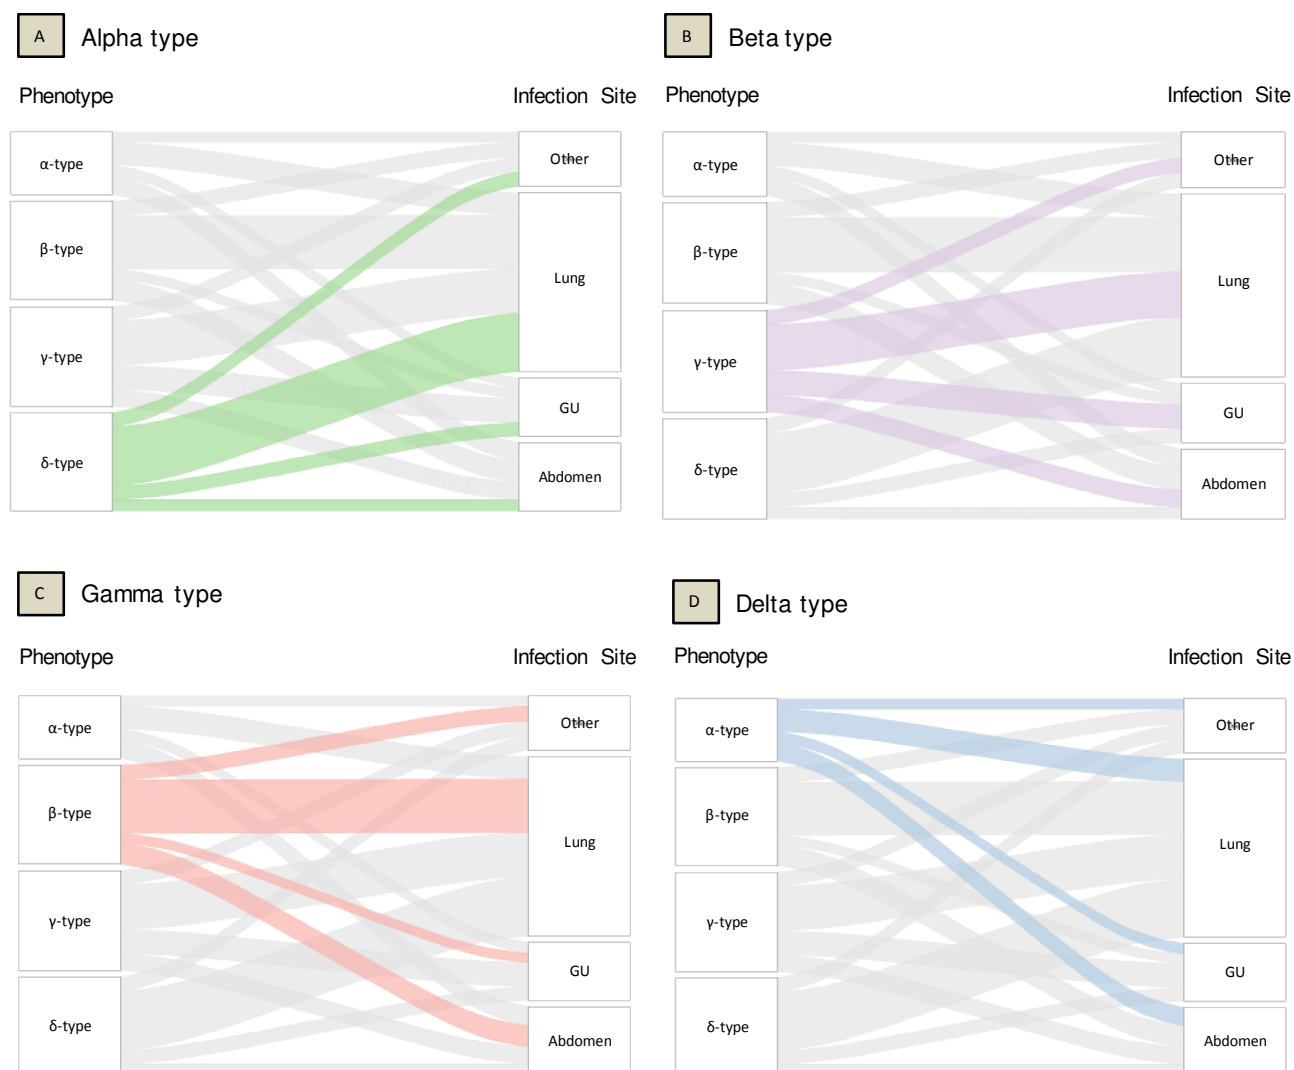 A Alpha type
Phenotype Infection Site
α-type
β-type
γ-type
δ-type
Other
Lung
GU
Abdomen
B Beta type
Phenotype Infection Site
α-type
β-type
γ-type
δ-type
Other
Lung
GU
Abdomen
C Gamma type
Phenotype Infection Site
α-type
β-type
γ-type
δ-type
Other
Lung
GU
Abdomen
D Delta type
Phenotype Infection Site
α-type
β-type
γ-type
δ-type
Other
Lung
GU
Abdomen